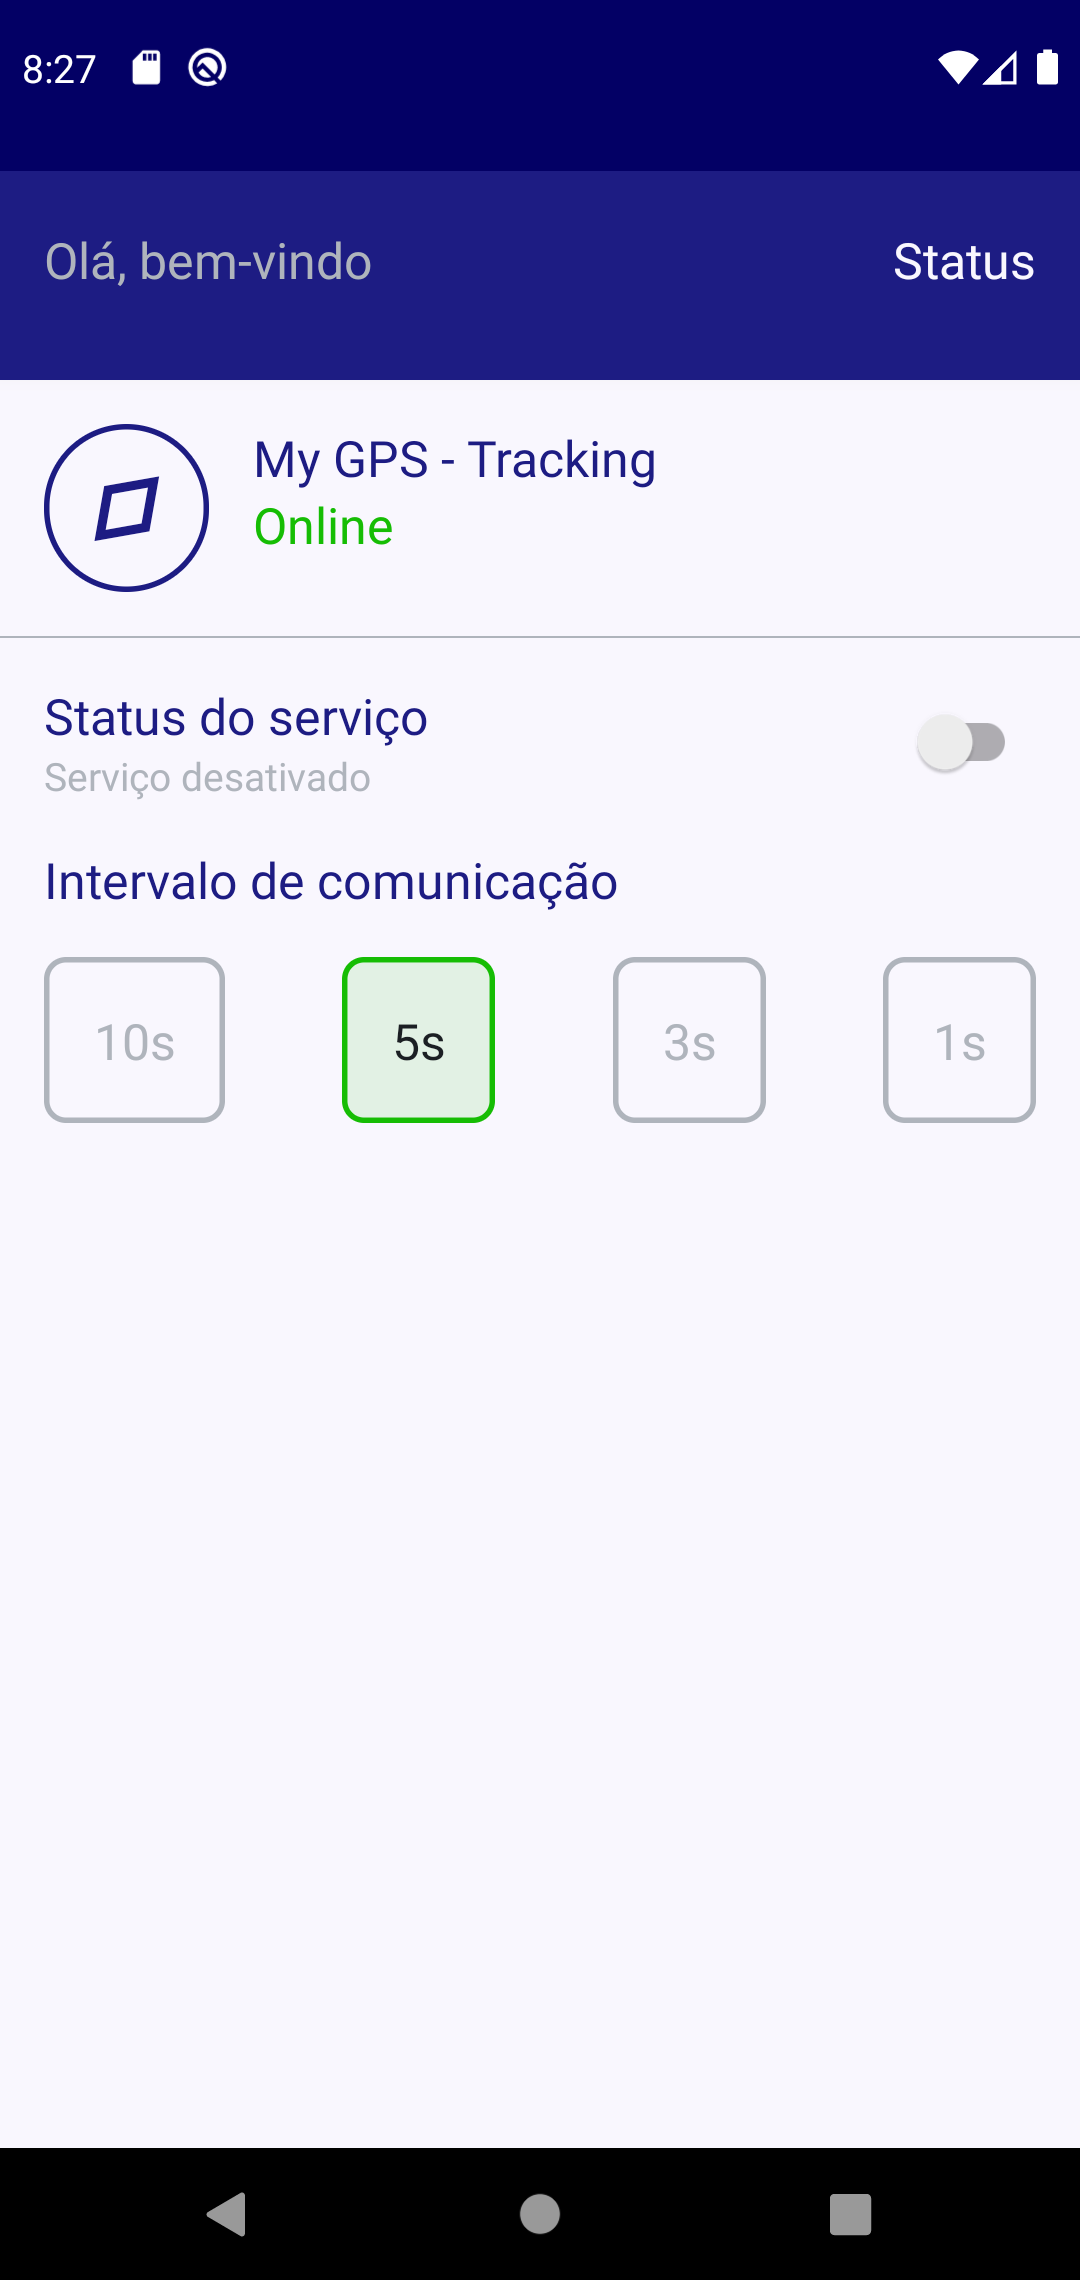 8:27
Olá, bem-vindo
Status
My GPS - Tracking
Online
Status do serviço
Serviço desativado
Intervalo de comunicação
10s
5s
3s
1s